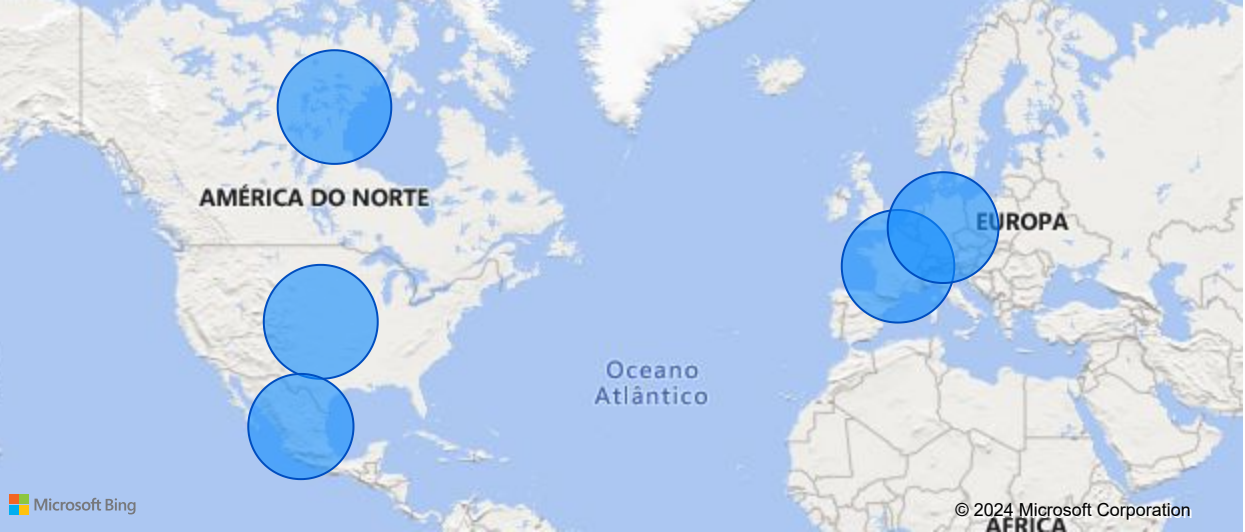 AMÉRICA DO NORTE
EUROPA
Oceano
Atlântico
Microsoft Bing
© 2024 Microsoft Corporation
ÁFRICA